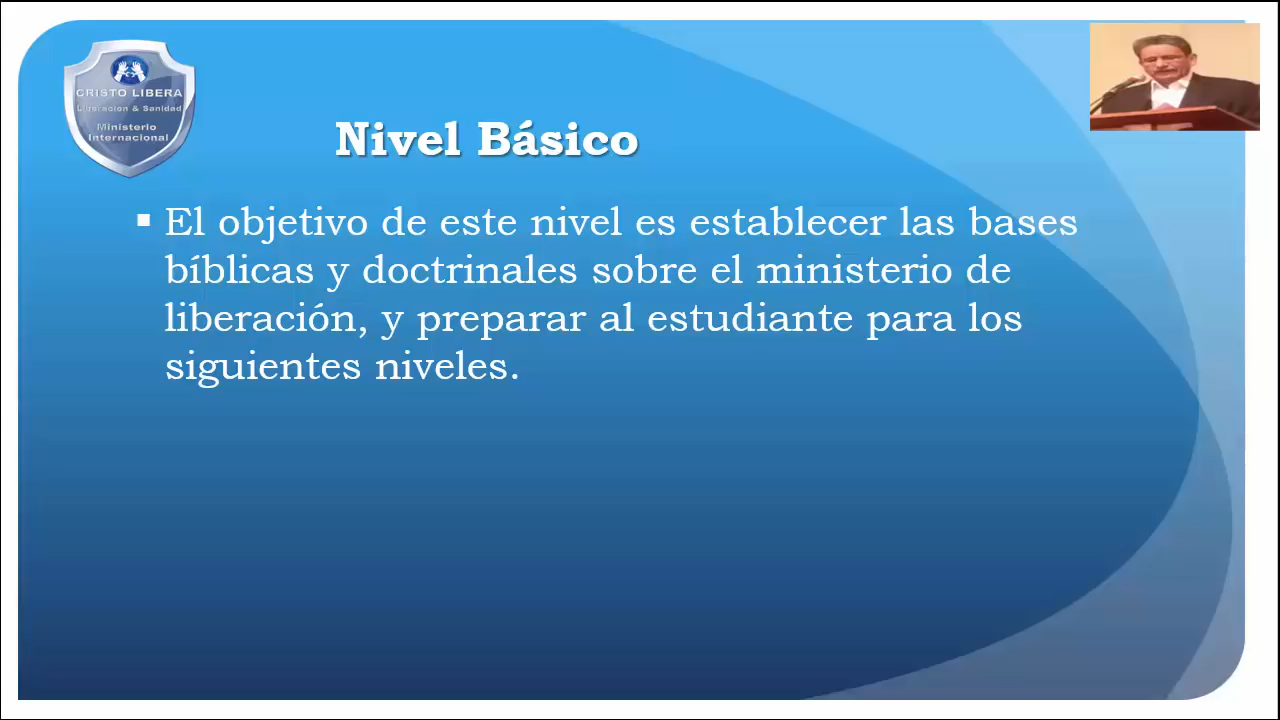 CRISTO LIBERA
Liberación & Sanidad
Ministerio
Internacional
Nivel Básico
▪ El objetivo de este nivel es establecer las bases
bíblicas y doctrinales sobre el ministerio de
liberación, y preparar al estudiante para los
siguientes niveles.